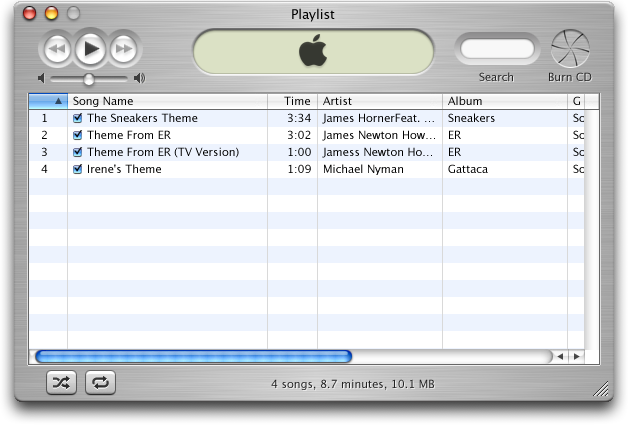 Playlist
Search
Burn CD
Song Name Time Artist Album G
1 The Sneakers Theme 3:34 James HornerFeat. ... Sneakers Sc
2 Theme From ER 3:02 James Newton How... ER Sc
3 Theme From ER (TV Version) 1:00 Jamess Newton Ho... ER Sc
4 Irene's Theme 1:09 Michael Nyman Gattaca Sc
4 songs, 8.7 minutes, 10.1 MB